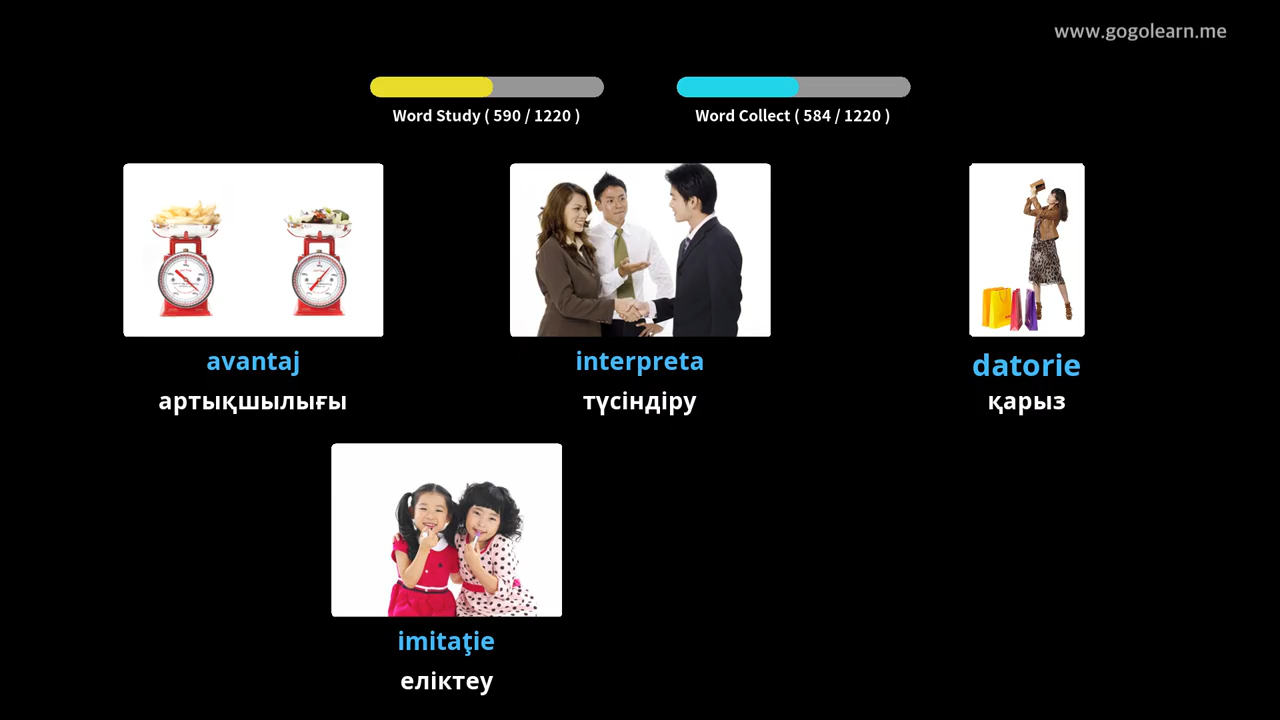 www.gogolearn.me
Word Study ( 590 / 1220 )
Word Collect ( 584 / 1220 )
avantaj
артықшылығы
interpreta
түсіндіру
datorie
қарыз
imitaţie
еліктеу